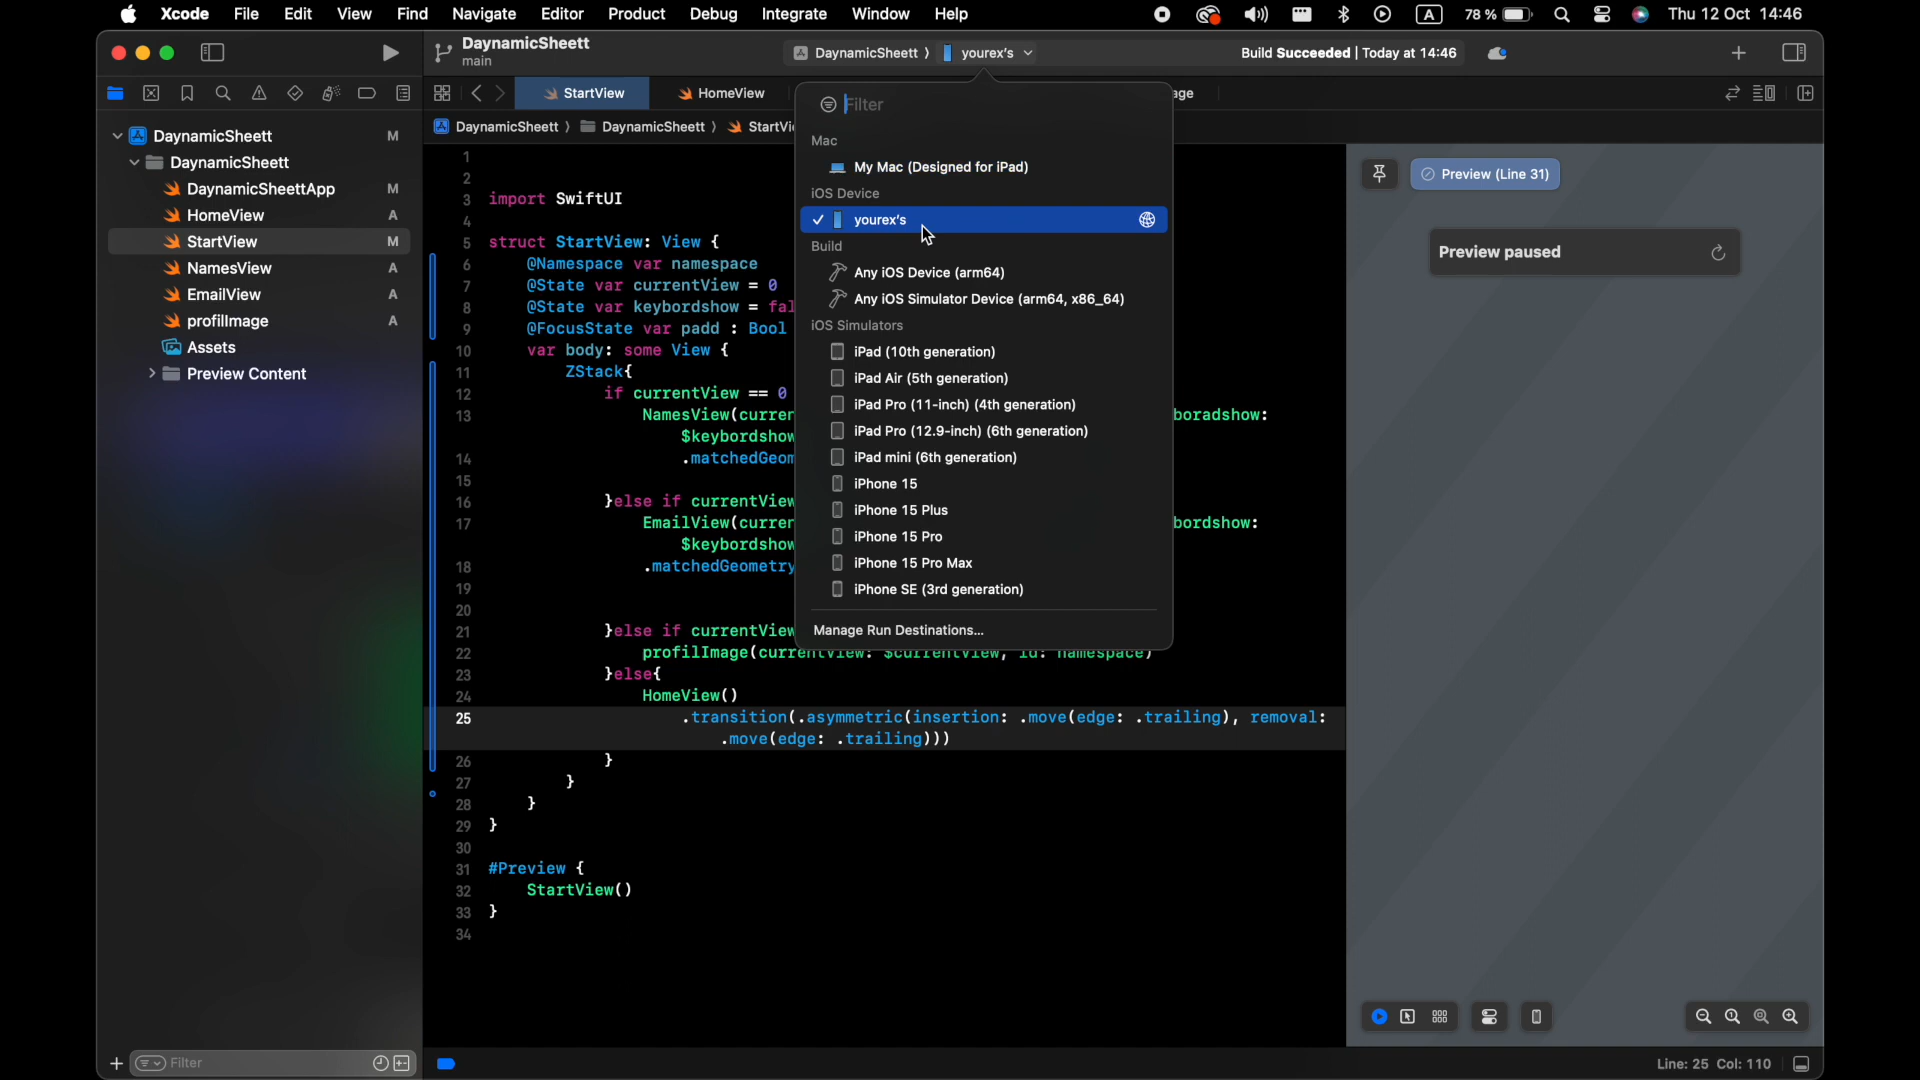 Xcode File Edit View Find Navigate Editor Product Debug Integrate Window Help A 78 % Thu 12 Oct 14:46
DaynamicSheett
main
DaynamicSheett yourex's Build Succeeded | Today at 14:46
StartView HomeView age
Filter
DaynamicSheett DaynamicSheett StartVi
DaynamicSheett M
DaynamicSheett
DaynamicSheettApp M
HomeView A
StartView M
NamesView A
EmailView A
profilImage A
Assets
Preview Content
Mac
My Mac (Designed for iPad)
iOS Device
yourex's
Build
Any iOS Device (arm64)
Any iOS Simulator Device (arm64, x86_64)
iOS Simulators
iPad (10th generation)
iPad Air (5th generation)
iPad Pro (11-inch) (4th generation)
iPad Pro (12.9-inch) (6th generation)
iPad mini (6th generation)
iPhone 15
iPhone 15 Plus
iPhone 15 Pro
iPhone 15 Pro Max
iPhone SE (3rd generation)
Manage Run Destinations...
1
2
3 import SwiftUI
4
5 struct StartView: View {
6 @Namespace var namespace
7 @State var currentView = 0
8 @State var keybordshow = fal
9 @FocusState var padd : Bool
10 var body: some View {
11 ZStack{
12 if currentView == 0
13 NamesView(curren boradshow:
$keybordshow
14 .matchedGeom
15
16 }else if currentView
17 EmailView(curren bordshow:
$keybordshow
18 .matchedGeometry
19
20
21 }else if currentView
22 profilImage(currentView: $currentView, id: namespace)
23 }else{
24 HomeView()
25 .transition(.asymmetric(insertion: .move(edge: .trailing), removal:
.move(edge: .trailing)))
26 }
27 }
28 }
29 }
30
31 #Preview {
32 StartView()
33 }
34
Preview (Line 31)
Preview paused
Filter
Line: 25 Col: 110